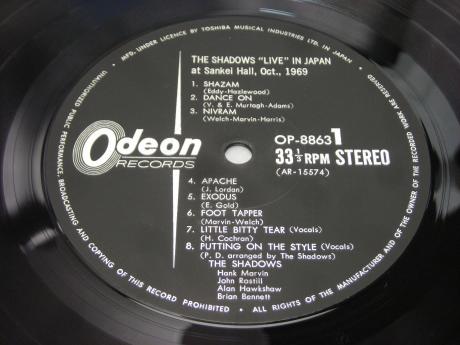 MFD. UNDER LICENCE BY TOSHIBA MUSICAL INDUSTRIES LTD. IN JAPAN
THE SHADOWS "LIVE" IN JAPAN
at Sankei Hall, Oct., 1969
1. SHAZAM
(Eddy-Hazlewood)
2. DANCE ON
(V. & E. Murtagh-Adams)
3. NIVRAM
(Welch-Marvin-Harris)
Odeon
RECORDS
OP-8863 1
33⅓ RPM STEREO
(AR-15574)
4. APACHE
(J. Lordan)
5. EXODUS
(E. Gold)
6. FOOT TAPPER
(Marvin-Welch)
7. LITTLE BITTY TEAR (Vocals)
(H. Cochran)
8. PUTTING ON THE STYLE (Vocals)
(P. D. arranged by The Shadows)
THE SHADOWS
Hank Marvin
John Rostill
Alan Hawkshaw
Brian Bennett
UNAUTHORISED PUBLIC PERFORMANCE, BROADCASTING AND COPYING OF THIS RECORD PROHIBITED • ALL RIGHTS OF THE MANUFACTURER AND OF THE OWNER OF THE RECORDED WORK ARE RESERVED